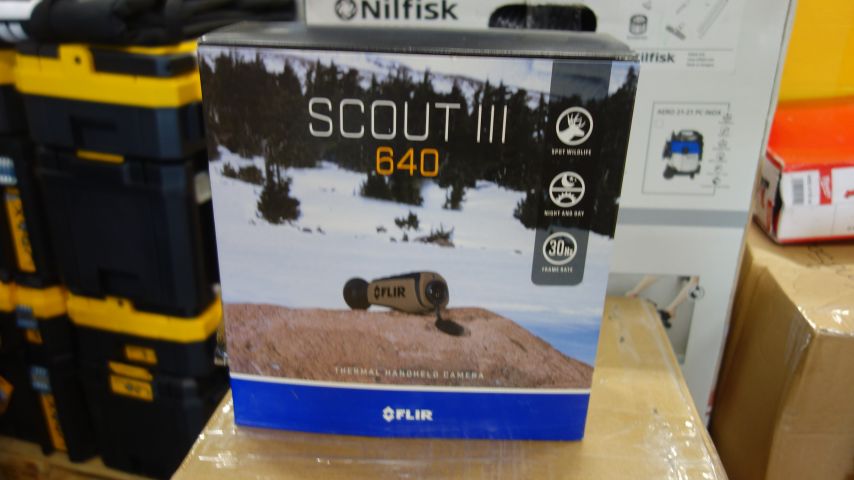 Nilfisk
Nilfisk
SCOUT III
640
SPOT WILDLIFE
NIGHT AND DAY
30Hz
FRAME RATE
FLIR
THERMAL HANDHELD CAMERA
FLIR
AERO 21-21 PC INOX